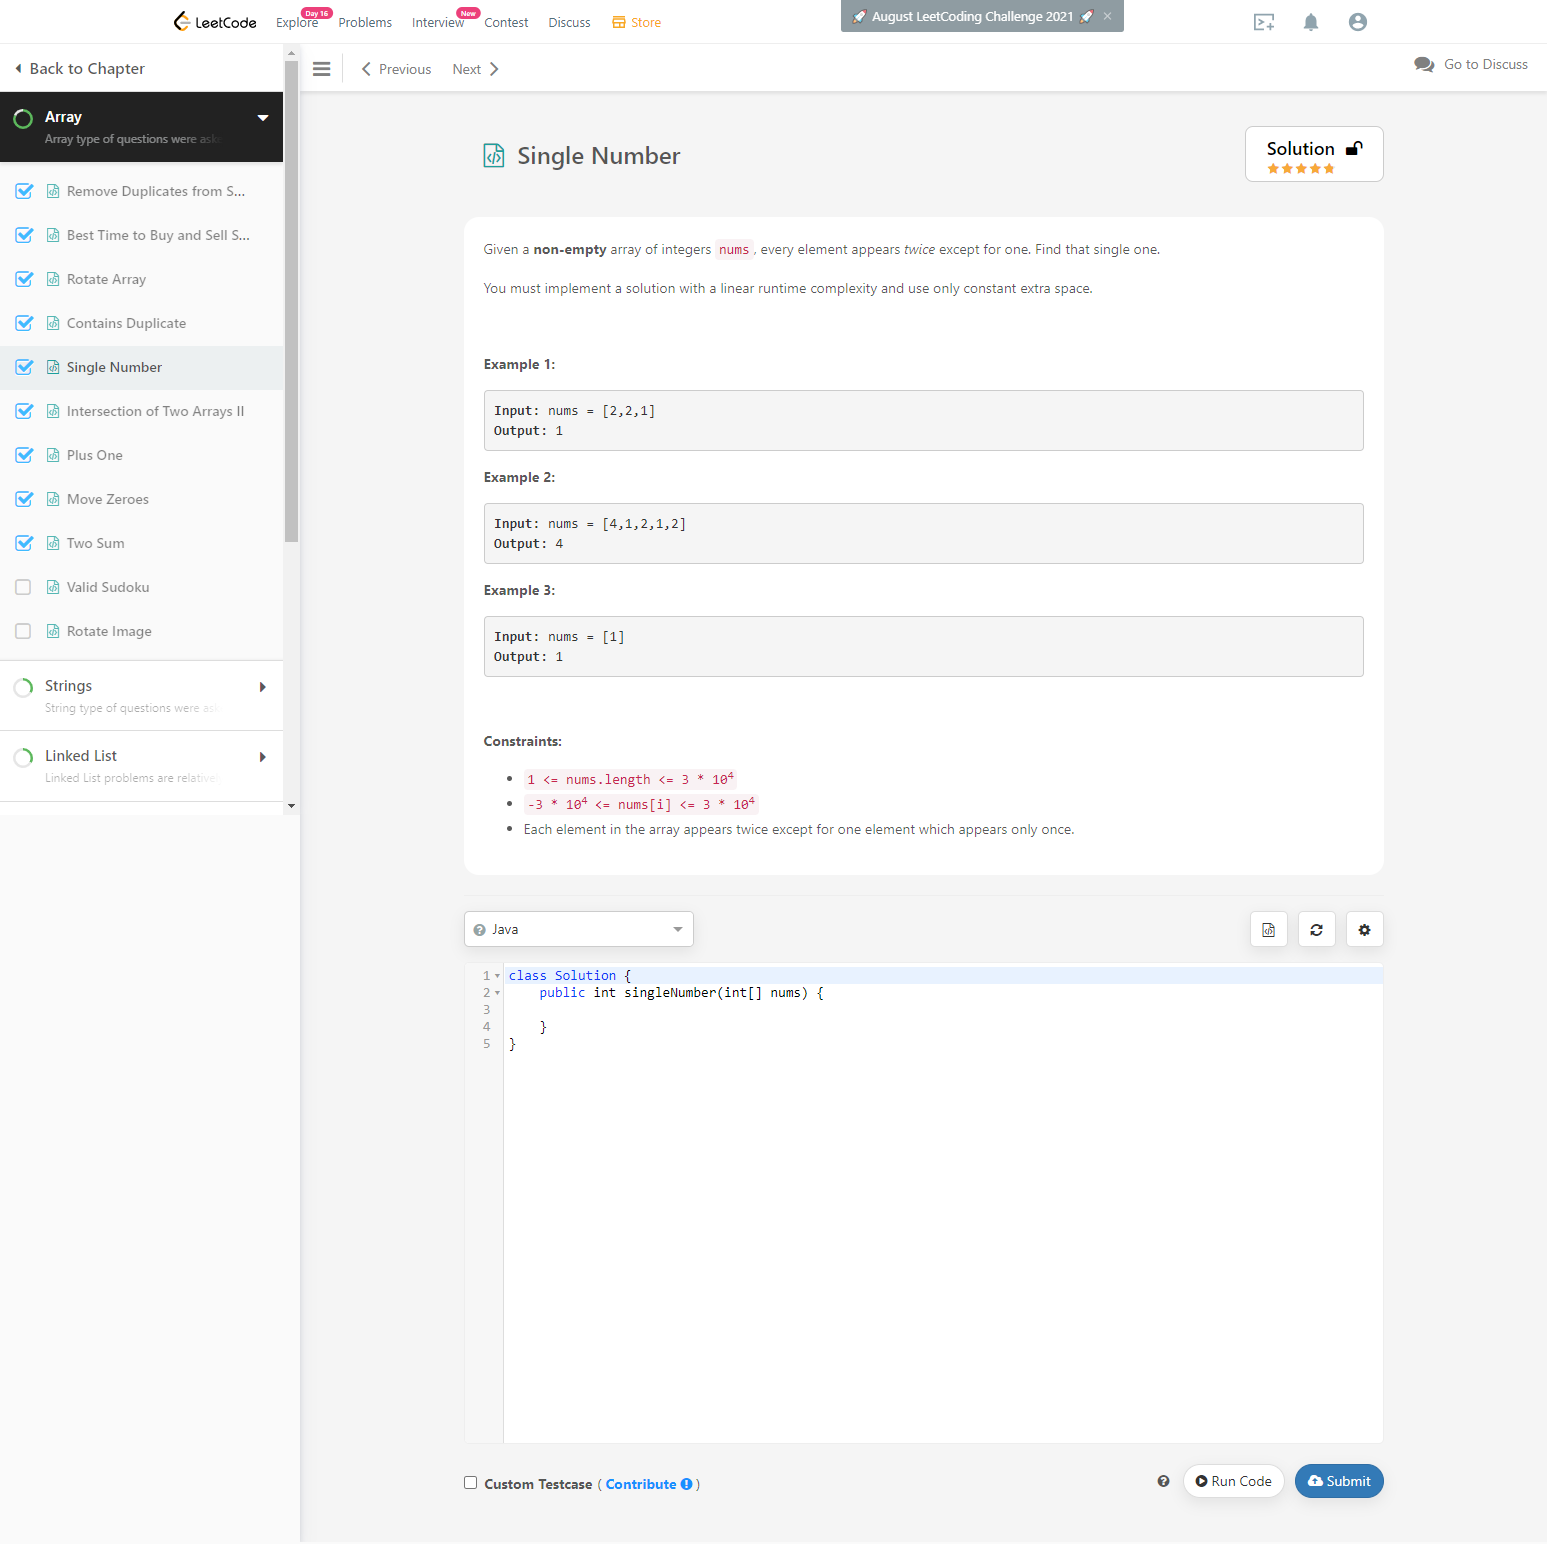 LeetCode
Explore Day 16 Problems Interview New Contest Discuss Store
August LeetCoding Challenge 2021 ×
Back to Chapter
Previous Next
Go to Discuss
Array
Array type of questions were ask
Remove Duplicates from S...
Best Time to Buy and Sell S...
Rotate Array
Contains Duplicate
Single Number
Intersection of Two Arrays II
Plus One
Move Zeroes
Two Sum
Valid Sudoku
Rotate Image
Strings
String type of questions were ask
Linked List
Linked List problems are relative
Single Number
Solution
Given a non-empty array of integers nums, every element appears twice except for one. Find that single one.
You must implement a solution with a linear runtime complexity and use only constant extra space.
Example 1:
Input: nums = [2,2,1]
Output: 1
Example 2:
Input: nums = [4,1,2,1,2]
Output: 4
Example 3:
Input: nums = [1]
Output: 1
Constraints:
1 <= nums.length <= 3 * 10⁴
-3 * 10⁴ <= nums[i] <= 3 * 10⁴
Each element in the array appears twice except for one element which appears only once.
Java
1 class Solution {
2     public int singleNumber(int[] nums) {
3
4     }
5 }
Custom Testcase ( Contribute )
Run Code
Submit